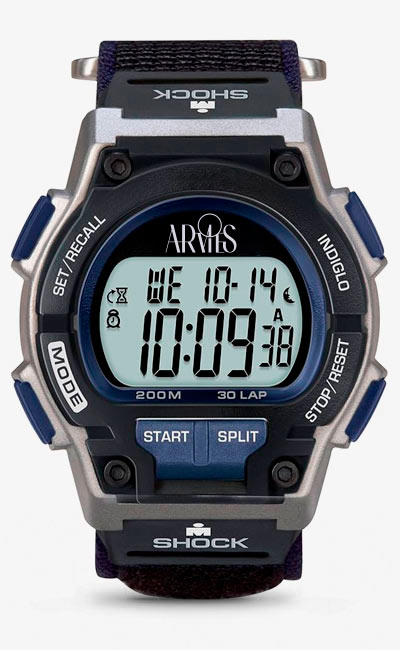 SHOCK
ARVIES
SET/RECALL
INDIGLO
WE 10-14
A
10:09 38
MODE
STOP/RESET
200M
30 LAP
START
SPLIT
SHOCK